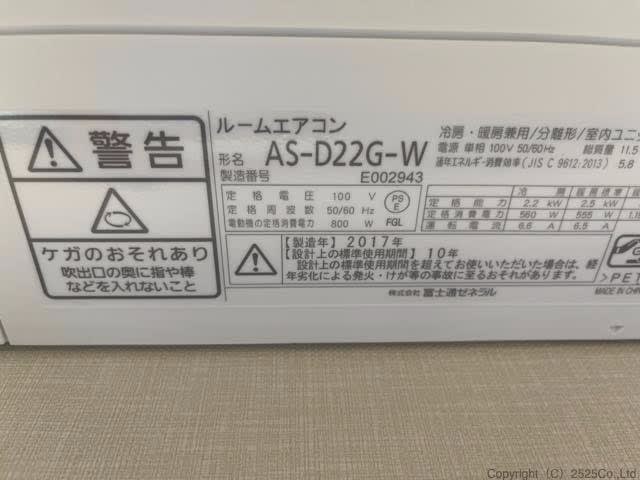 警告
ケガのおそれあり
吹出口の奥に指や棒
などを入れないこと
ルームエアコン
形名 AS-D22G-W
製造番号 E002943
冷房・暖房兼用/分離形/室内ユニッ
電源 単相 100V 50/60Hz 総質量 11.5
通年エネルギー消費効率(JIS C 9612:2013) 5.8
定格電圧 100 V
定格周波数 50/60 Hz
電動機の定格消費電力 800 W
PS
E
FGL
冷房 暖房標準
定格能力 2.2 kW 2.5 kW
定格消費電力 560 W 555 W
運転電流 6.6 A 6.5 A
【製造年】2017年
【設計上の標準使用期間】10年
設計上の標準使用期間を超えてお使いいただいた場合は、経
年劣化による発火・けが等の事故に至るおそれがあります。
株式会社 富士通ゼネラル
>PET
MADE IN CHIN
Copyright (C) 2525Co.,Ltd